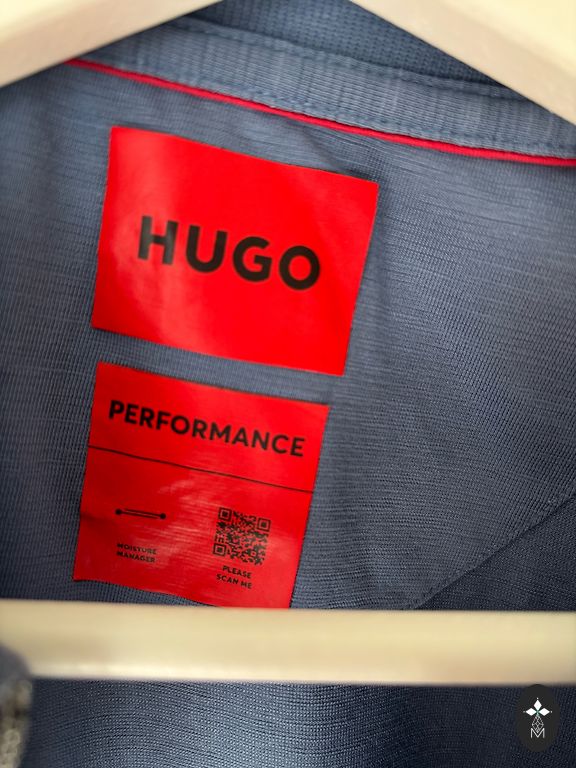 HUGO
PERFORMANCE
MOISTURE
MANAGER
PLEASE
SCAN ME
M